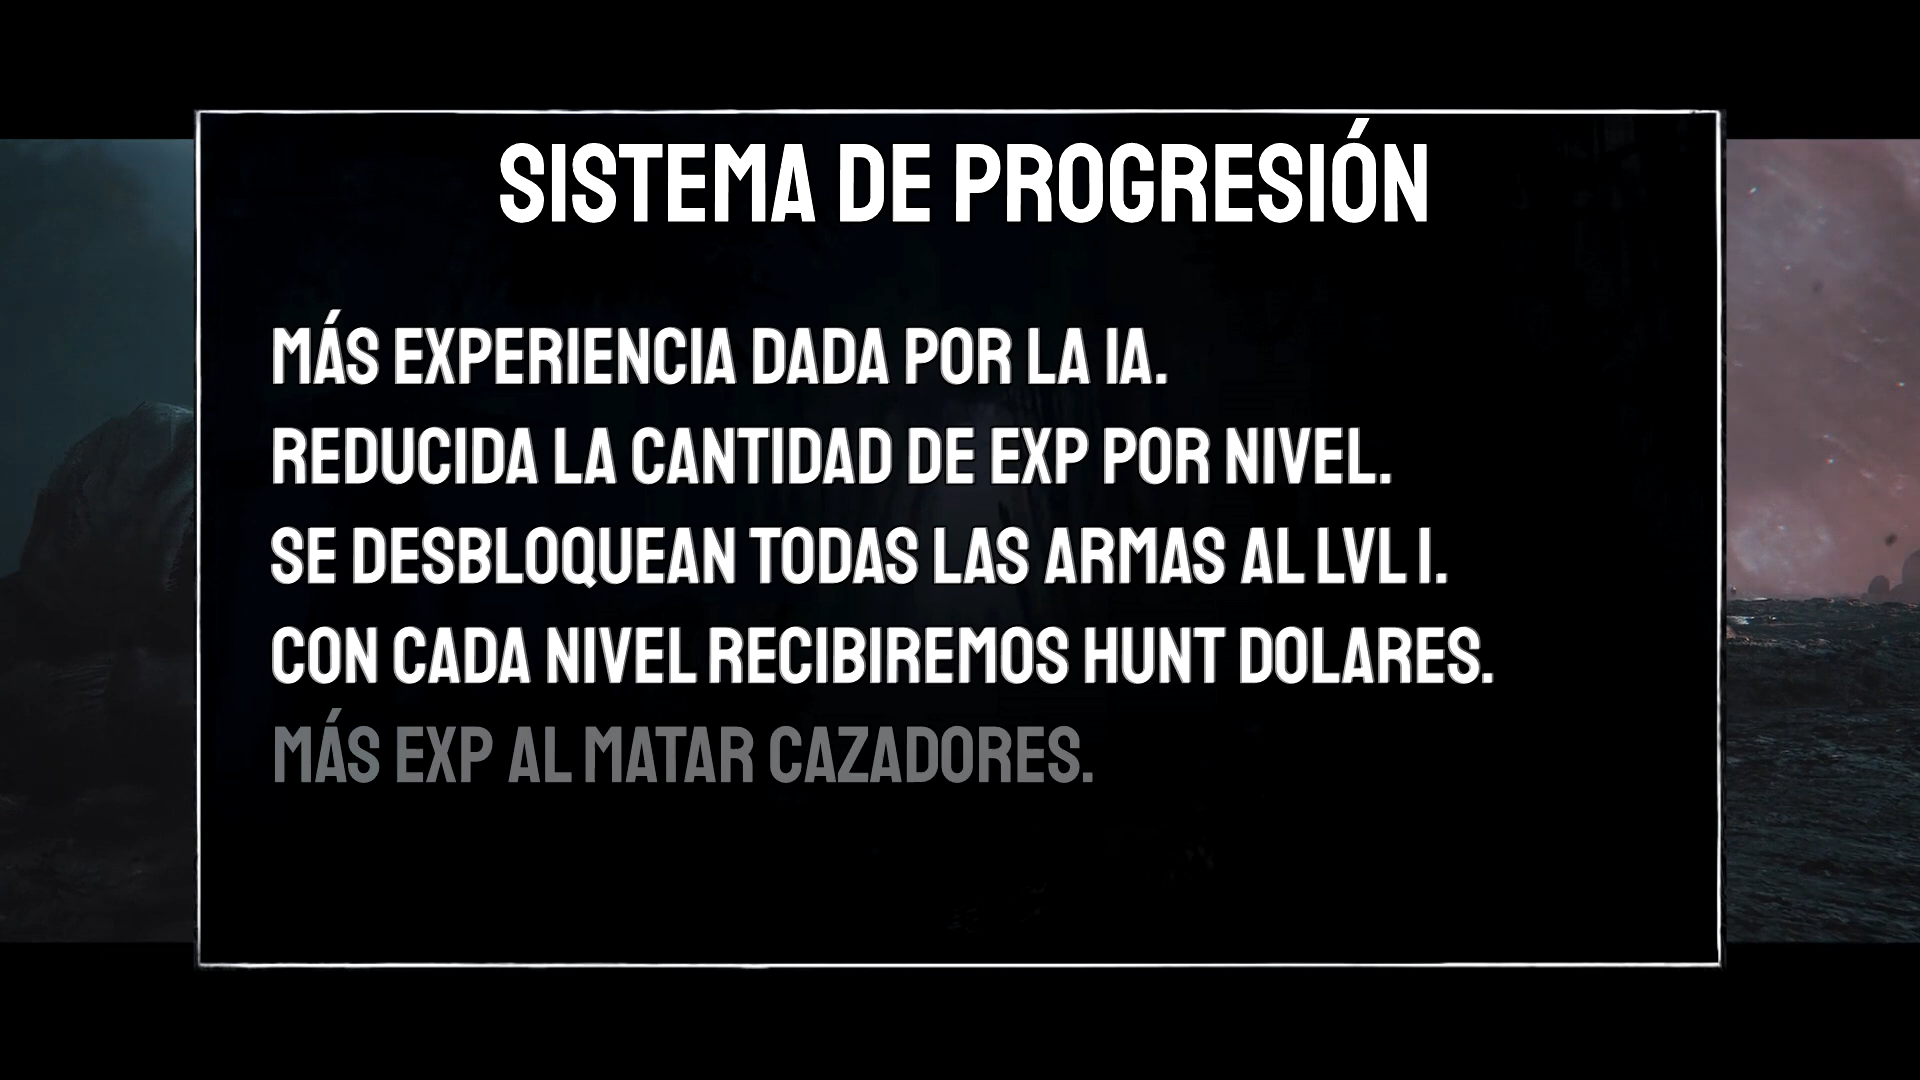 SISTEMA DE PROGRESIÓN
MÁS EXPERIENCIA DADA POR LA IA.
REDUCIDA LA CANTIDAD DE EXP POR NIVEL.
SE DESBLOQUEAN TODAS LAS ARMAS AL LVL 1.
CON CADA NIVEL RECIBIREMOS HUNT DOLARES.
MÁS EXP AL MATAR CAZADORES.